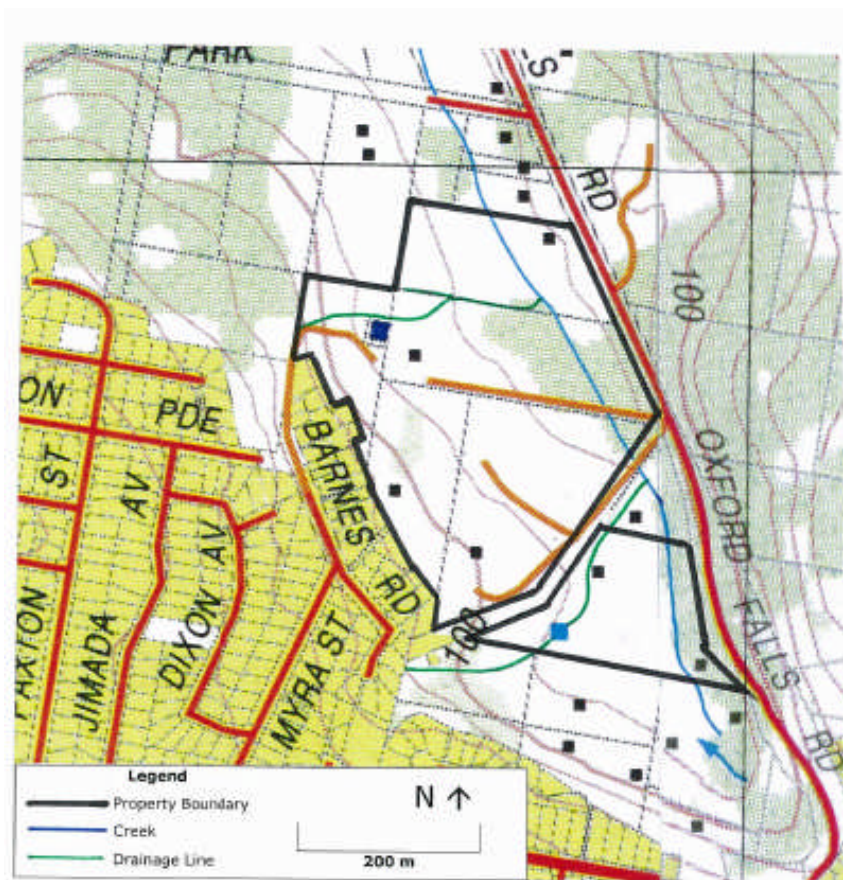 PARK
S
RD
100
ON
PDE
ST
AV
BARNES
RD
OXFORD
FALLS
RD
AV
DIXON
PAXTON
JIMADA
MYRA ST
100
Legend
Property Boundary
Creek
Drainage Line
N
200 m